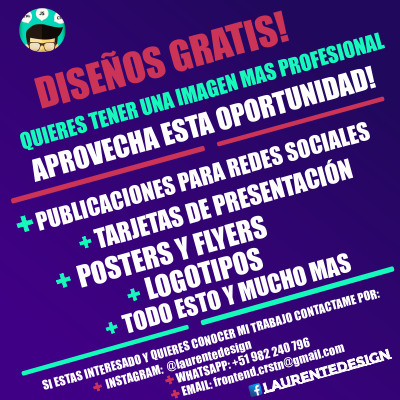 DISEÑOS GRATIS!
QUIERES TENER UNA IMAGEN MAS PROFESIONAL
APROVECHA ESTA OPORTUNIDAD!
+ PUBLICACIONES PARA REDES SOCIALES
+ TARJETAS DE PRESENTACIÓN
+ POSTERS Y FLYERS
+ LOGOTIPOS
+ TODO ESTO Y MUCHO MAS
SI ESTAS INTERESADO Y QUIERES CONOCER MI TRABAJO CONTACTAME POR:
+ INSTAGRAM: @laurentedesign
+ WHATSAPP: +51 982 240 796
+ EMAIL: frontend.crstn@gmail.com
f LAURENTEDESIGN